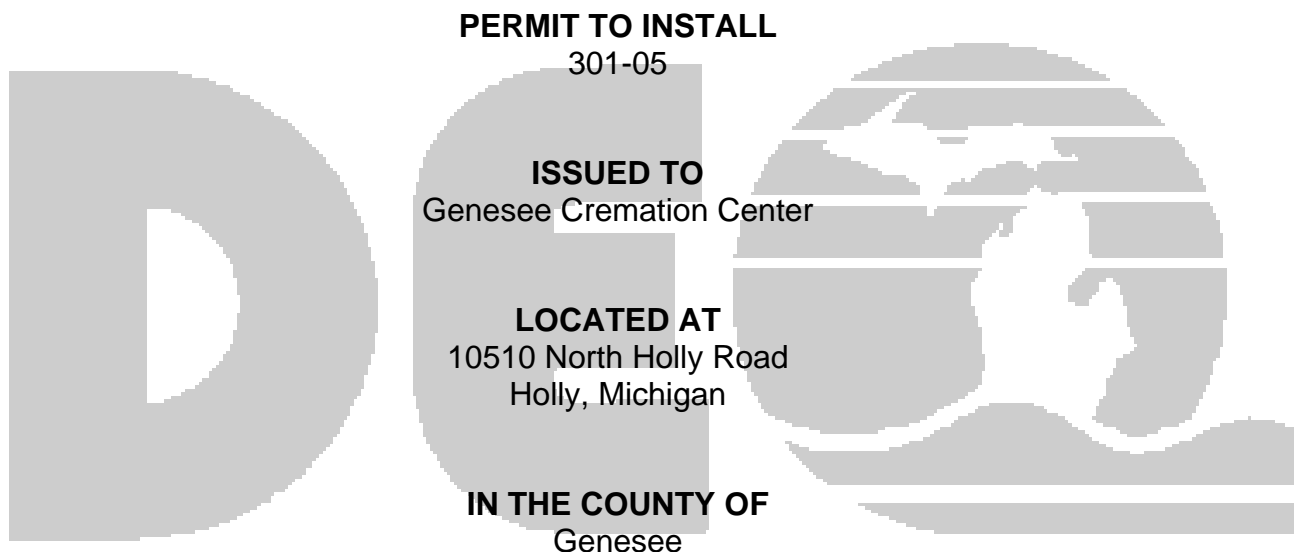 PERMIT TO INSTALL
301-05
ISSUED TO
Genesee Cremation Center
LOCATED AT
10510 North Holly Road
Holly, Michigan
IN THE COUNTY OF
Genesee
DEQ